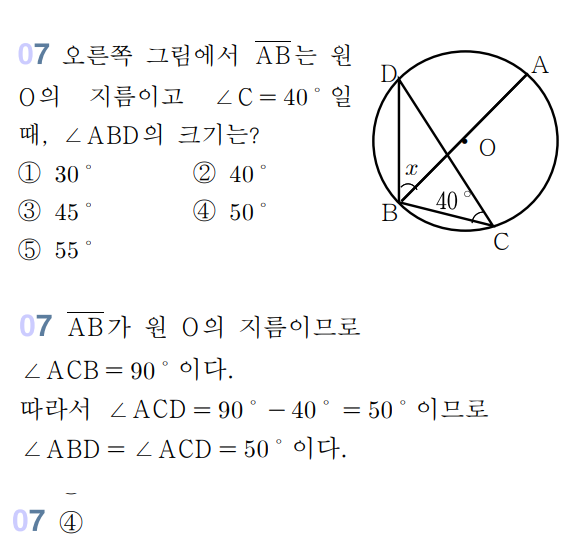 07 오른쪽 그림에서 AB는 원
O의 지름이고 ∠C=40°일
때, ∠ABD의 크기는?
① 30° ② 40°
③ 45° ④ 50°
⑤ 55°
D
A
O
x
40°
B
C
07 AB가 원 O의 지름이므로
∠ACB=90°이다.
따라서 ∠ACD=90°-40°=50°이므로
∠ABD=∠ACD=50°이다.
07 ④